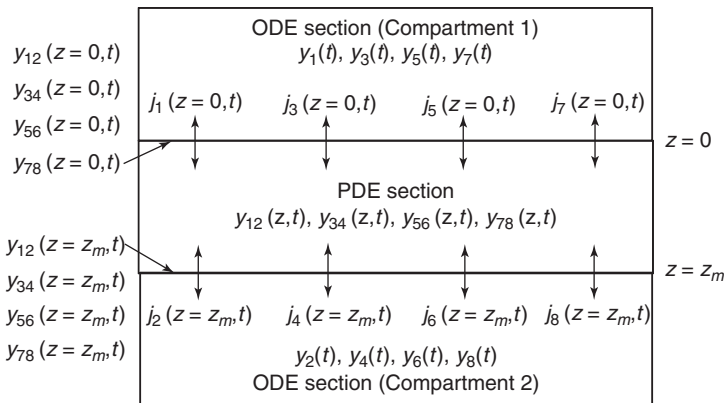 ODE section (Compartment 1)
y12 (z = 0,t)
y1(t), y3(t), y5(t), y7(t)
y34 (z = 0,t)
y56 (z = 0,t)
j1 (z = 0,t) j3 (z = 0,t) j5 (z = 0,t) j7 (z = 0,t)
y78 (z = 0,t)
z = 0
PDE section
y12 (z,t), y34 (z,t), y56 (z,t), y78 (z,t)
y12 (z = zm,t)
y34 (z = zm,t)
z = zm
y56 (z = zm,t)
j2 (z = zm,t) j4 (z = zm,t) j6 (z = zm,t) j8 (z = zm,t)
y78 (z = zm,t)
y2(t), y4(t), y6(t), y8(t)
ODE section (Compartment 2)